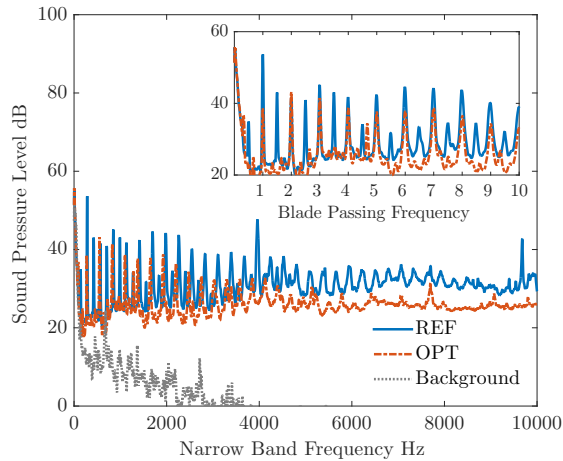 100
80
60
40
20
0
Sound Pressure Level dB
0 2000 4000 6000 8000 10000
Narrow Band Frequency Hz
60
40
20
1 2 3 4 5 6 7 8 9 10
Blade Passing Frequency
REF
OPT
Background